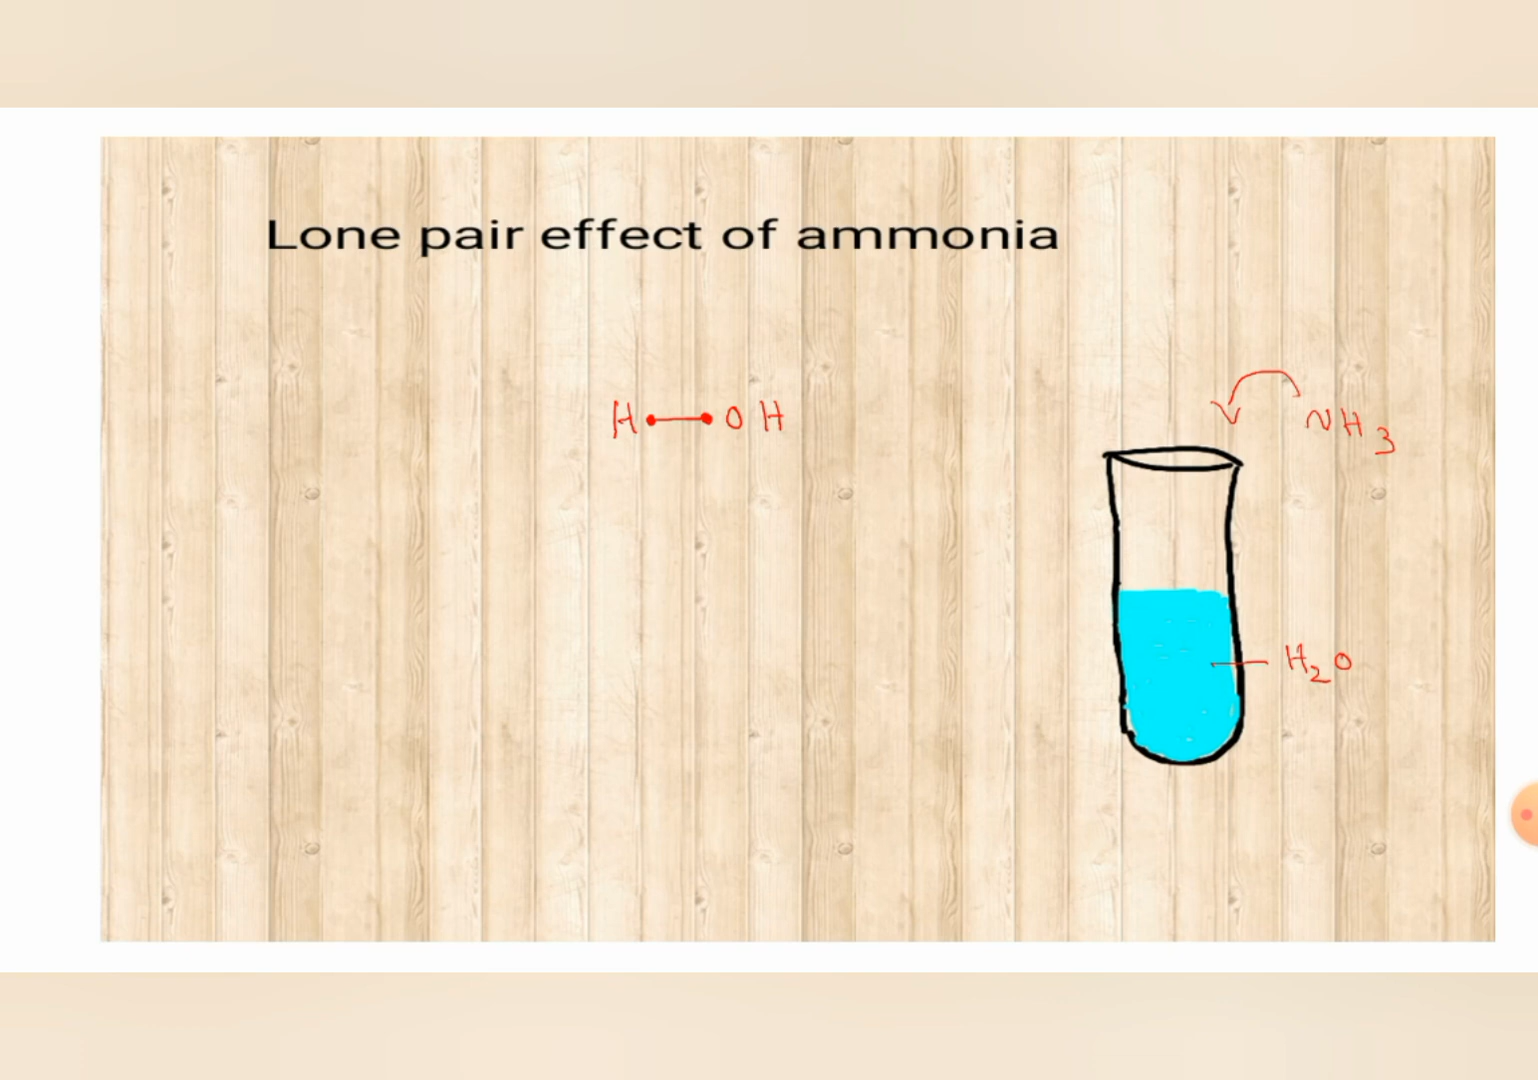 Lone pair effect of ammonia
H—OH
NH3
H2O